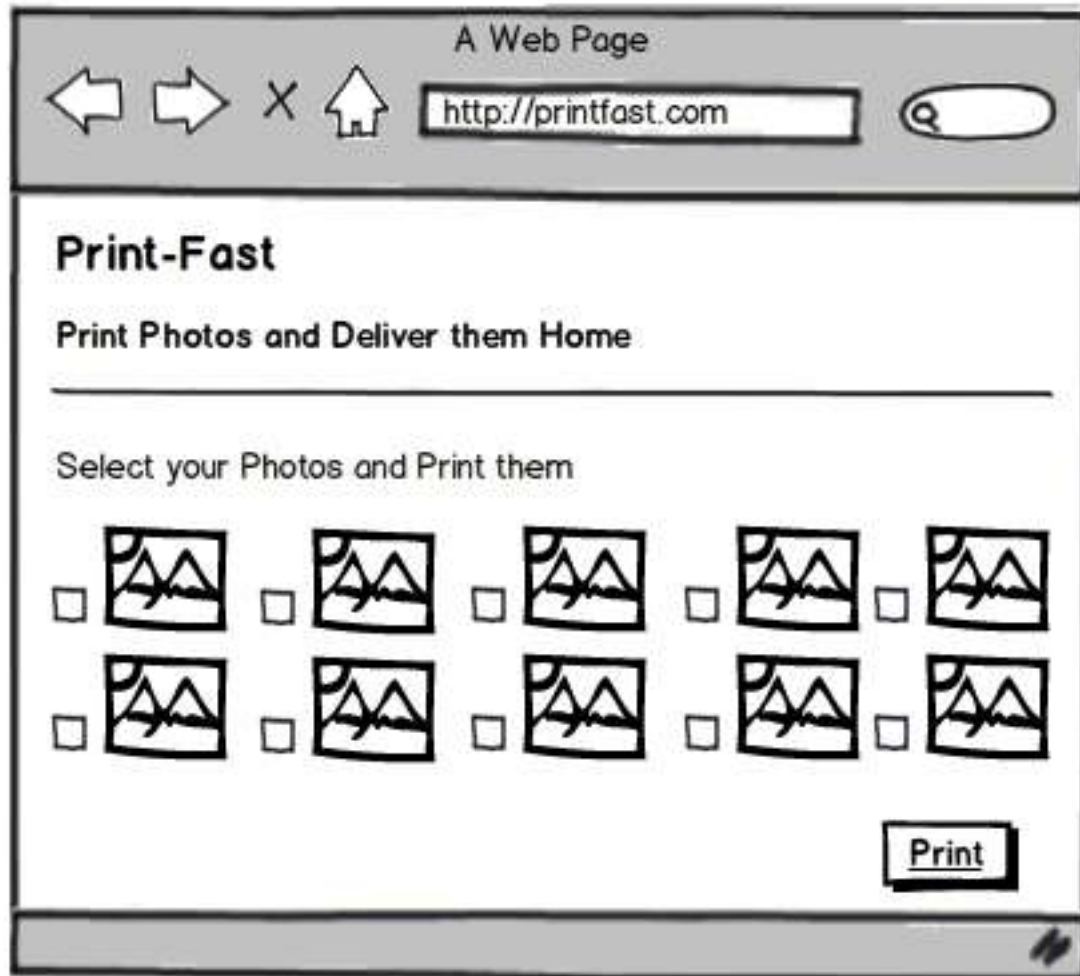 A Web Page
http://printfast.com
Print-Fast
Print Photos and Deliver them Home
Select your Photos and Print them
Print